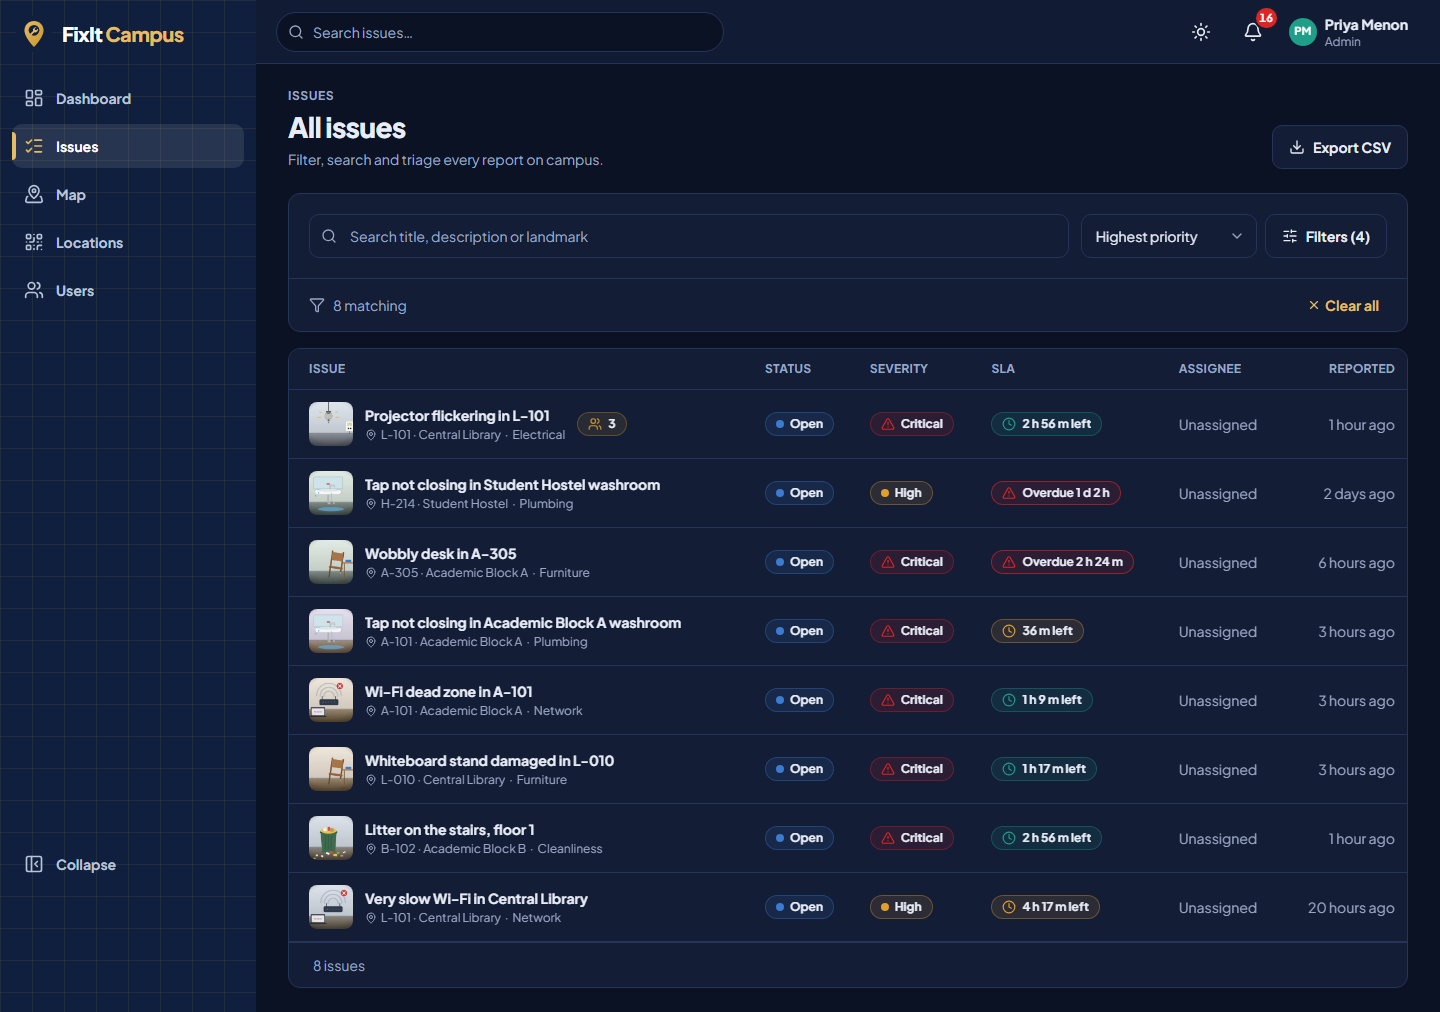 FixIt Campus
Search issues...
16
PM
Priya Menon
Admin
Dashboard
Issues
Map
Locations
Users
Collapse
ISSUES
All issues
Filter, search and triage every report on campus.
Export CSV
Search title, description or landmark
Highest priority
Filters (4)
8 matching
Clear all
ISSUE STATUS SEVERITY SLA ASSIGNEE REPORTED
Projector flickering in L-101
L-101 · Central Library · Electrical
3
Open Critical 2 h 56 m left Unassigned 1 hour ago
Tap not closing in Student Hostel washroom
H-214 · Student Hostel · Plumbing
Open High Overdue 1 d 2 h Unassigned 2 days ago
Wobbly desk in A-305
A-305 · Academic Block A · Furniture
Open Critical Overdue 2 h 24 m Unassigned 6 hours ago
Tap not closing in Academic Block A washroom
A-101 · Academic Block A · Plumbing
Open Critical 36 m left Unassigned 3 hours ago
Wi-Fi dead zone in A-101
A-101 · Academic Block A · Network
Open Critical 1 h 9 m left Unassigned 3 hours ago
Whiteboard stand damaged in L-010
L-010 · Central Library · Furniture
Open Critical 1 h 17 m left Unassigned 3 hours ago
Litter on the stairs, floor 1
B-102 · Academic Block B · Cleanliness
Open Critical 2 h 56 m left Unassigned 1 hour ago
Very slow Wi-Fi in Central Library
L-101 · Central Library · Network
Open High 4 h 17 m left Unassigned 20 hours ago
8 issues